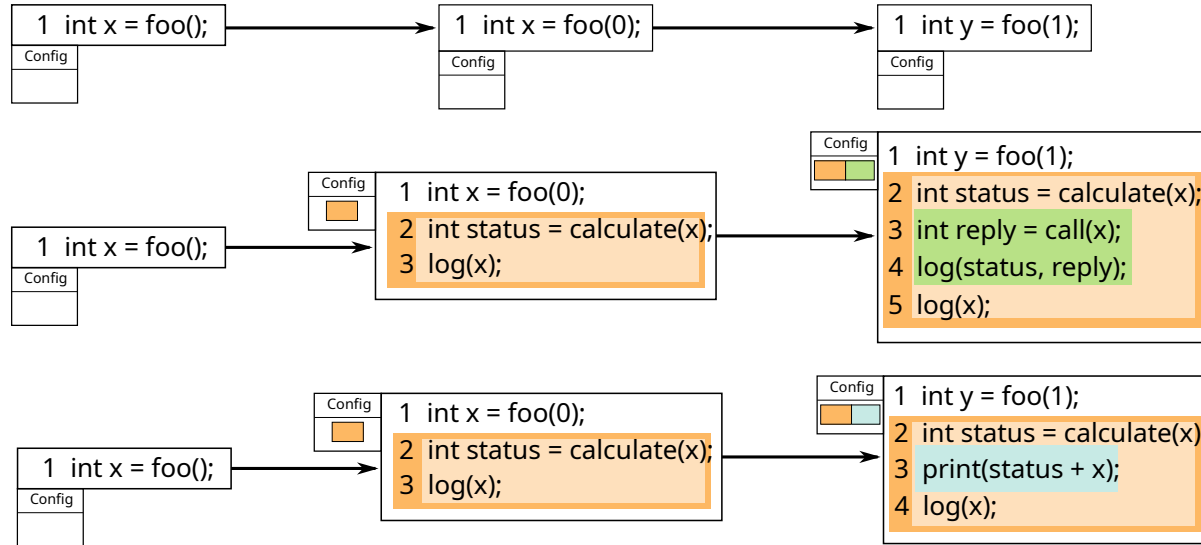 1 int x = foo();
Config
1 int x = foo(0);
Config
1 int y = foo(1);
Config
1 int x = foo();
Config
Config
1 int x = foo(0);
2 int status = calculate(x);
3 log(x);
Config
1 int y = foo(1);
2 int status = calculate(x);
3 int reply = call(x);
4 log(status, reply);
5 log(x);
1 int x = foo();
Config
Config
1 int x = foo(0);
2 int status = calculate(x);
3 log(x);
Config
1 int y = foo(1);
2 int status = calculate(x)
3 print(status + x);
4 log(x);